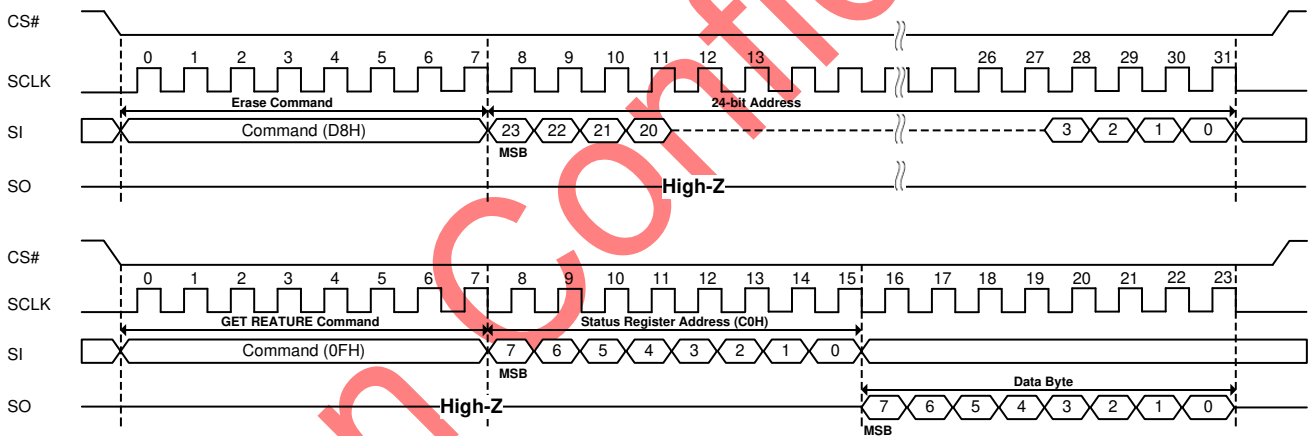 CS#
0 1 2 3 4 5 6 7 8 9 10 11 12 13 26 27 28 29 30 31
SCLK
Erase Command 24-bit Address
SI Command (D8H) 23 22 21 20 3 2 1 0
MSB
SO High-Z
CS#
0 1 2 3 4 5 6 7 8 9 10 11 12 13 14 15 16 17 18 19 20 21 22 23
SCLK
GET REATURE Command Status Register Address (C0H)
SI Command (0FH) 7 6 5 4 3 2 1 0
MSB
Data Byte
SO High-Z 7 6 5 4 3 2 1 0
MSB